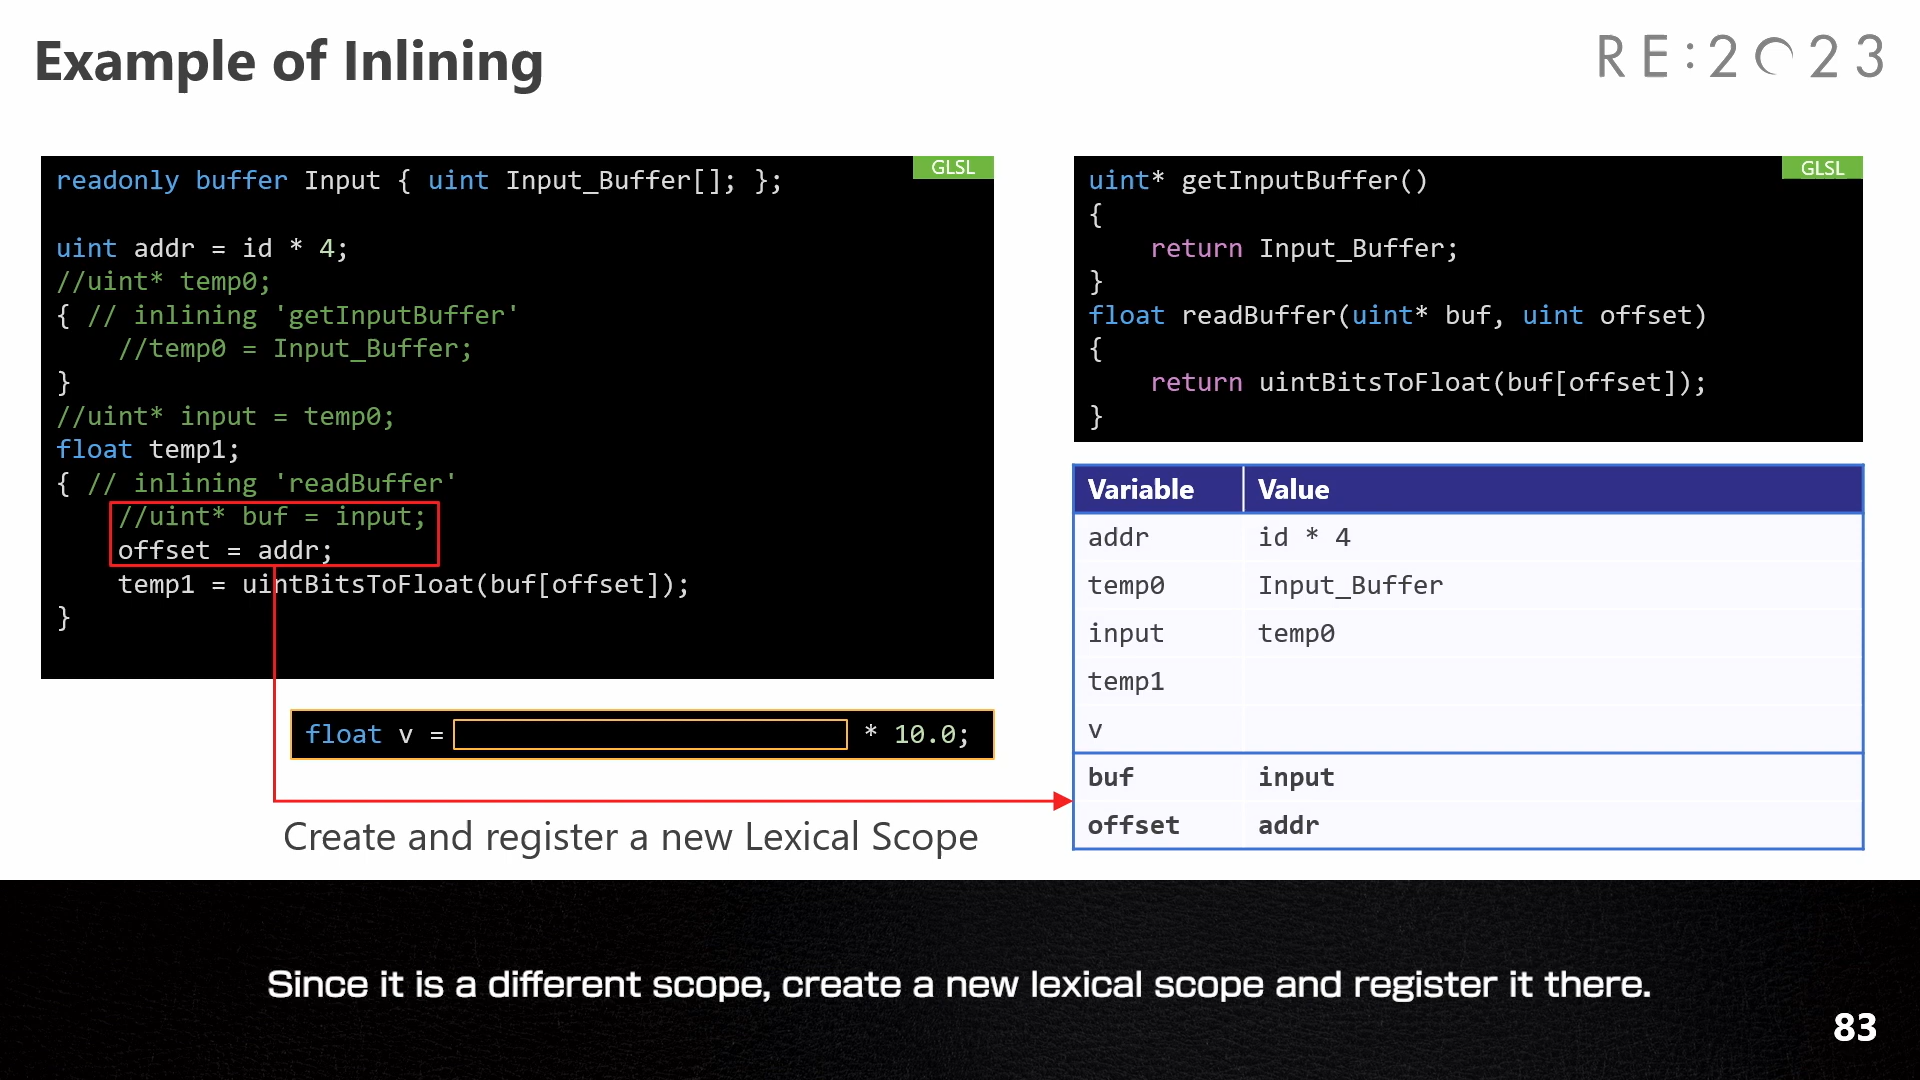 Example of Inlining
RE:2023
GLSL
readonly buffer Input { uint Input_Buffer[]; };
uint addr = id * 4;
//uint* temp0;
{ // inlining 'getInputBuffer'
    //temp0 = Input_Buffer;
}
//uint* input = temp0;
float temp1;
{ // inlining 'readBuffer'
    //uint* buf = input;
    offset = addr;
    temp1 = uintBitsToFloat(buf[offset]);
}
float v = * 10.0;
Create and register a new Lexical Scope
GLSL
uint* getInputBuffer()
{
    return Input_Buffer;
}
float readBuffer(uint* buf, uint offset)
{
    return uintBitsToFloat(buf[offset]);
}
Variable Value
addr id * 4
temp0 Input_Buffer
input temp0
temp1
v
buf input
offset addr
Since it is a different scope, create a new lexical scope and register it there.
83